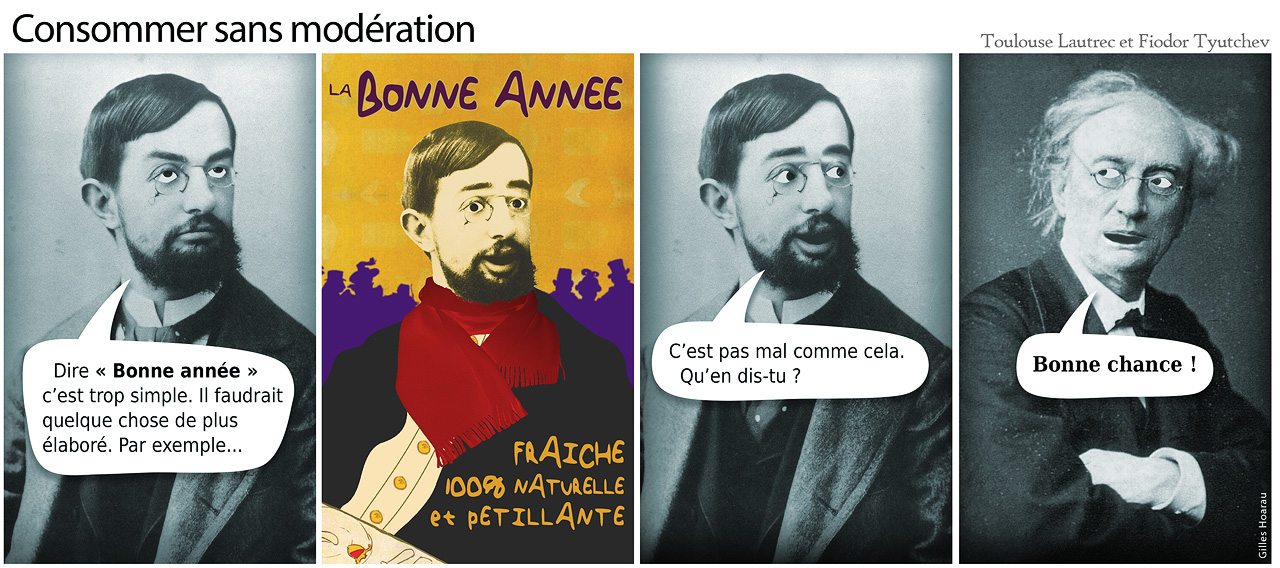 Consommer sans modération
Toulouse Lautrec et Fiodor Tyutchev
Dire « Bonne année »
c’est trop simple. Il faudrait
quelque chose de plus
élaboré. Par exemple...
LA BONNE ANNEE
FRAICHE
100% NATURELLE
et PETILLANTE
C’est pas mal comme cela.
Qu’en dis-tu ?
Bonne chance !
Gilles Hoarau